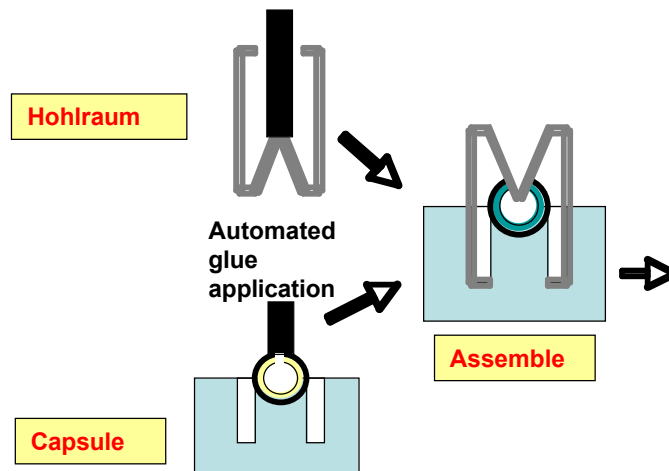 Hohlraum
Automated
glue
application
Assemble
Capsule